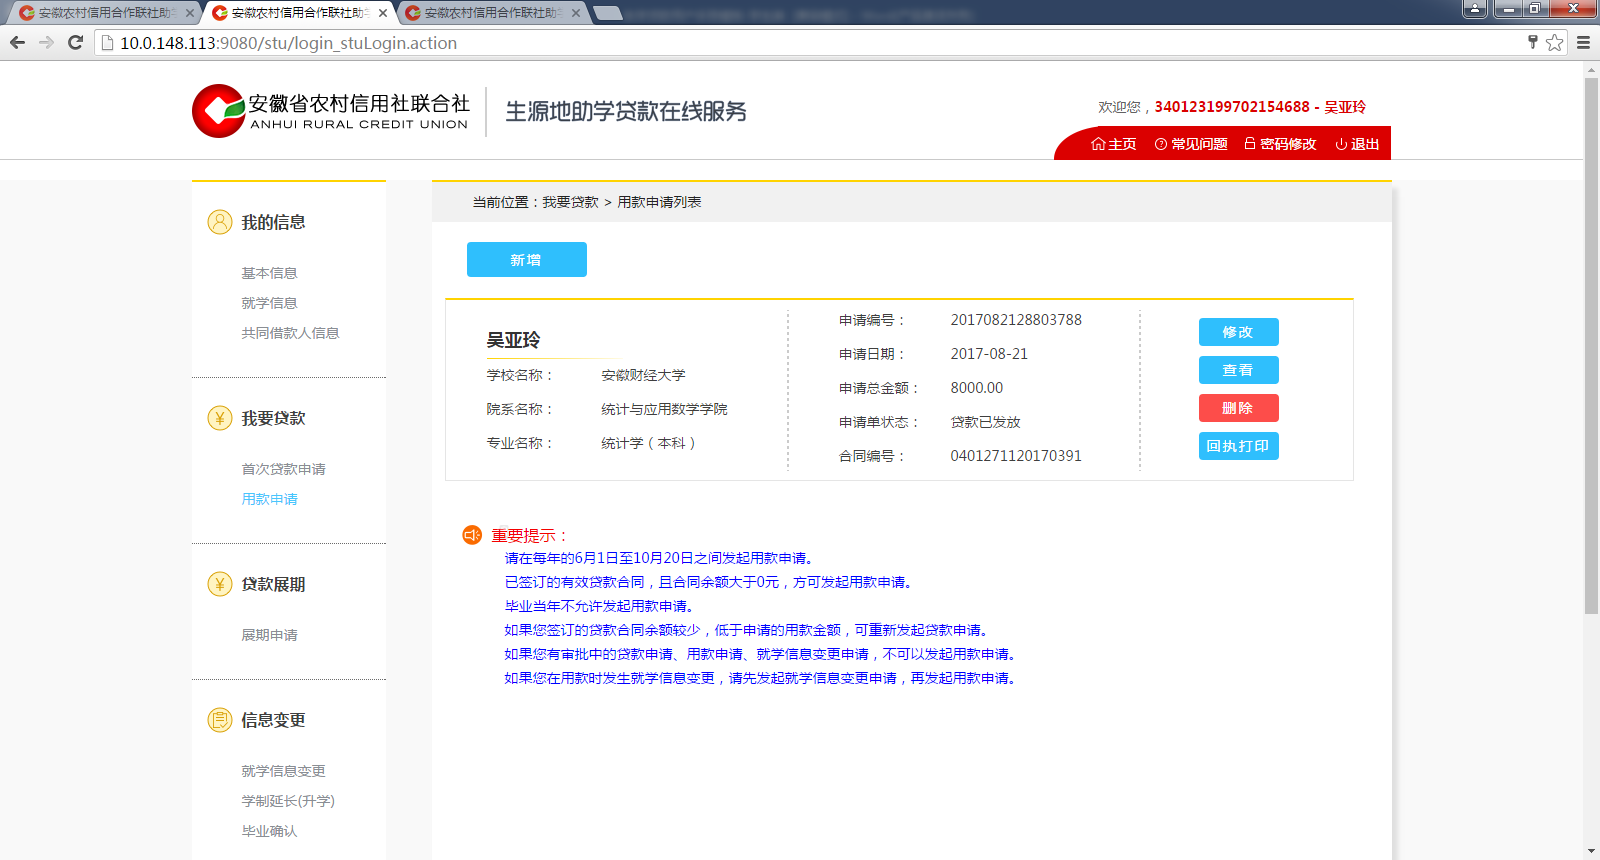 安徽农村信用合作联社助学
安徽农村信用合作联社助学
安徽农村信用合作联社助学
10.0.148.113:9080/stu/login_stuLogin.action
安徽省农村信用社联合社
ANHUI RURAL CREDIT UNION
生源地助学贷款在线服务
欢迎您，340123199702154688 - 吴亚玲
主页 常见问题 密码修改 退出
我的信息
基本信息
就学信息
共同借款人信息
我要贷款
首次贷款申请
用款申请
贷款展期
展期申请
信息变更
就学信息变更
学制延长(升学)
毕业确认
当前位置：我要贷款 > 用款申请列表
新增
吴亚玲
学校名称： 安徽财经大学
院系名称： 统计与应用数学学院
专业名称： 统计学（本科）
申请编号： 2017082128803788
申请日期： 2017-08-21
申请总金额： 8000.00
申请单状态： 贷款已发放
合同编号： 0401271120170391
修改
查看
删除
回执打印
重要提示：
请在每年的6月1日至10月20日之间发起用款申请。
已签订的有效贷款合同，且合同余额大于0元，方可发起用款申请。
毕业当年不允许发起用款申请。
如果您签订的贷款合同余额较少，低于申请的用款金额，可重新发起贷款申请。
如果您有审批中的贷款申请、用款申请、就学信息变更申请，不可以发起用款申请。
如果您在用款时发生就学信息变更，请先发起就学信息变更申请，再发起用款申请。